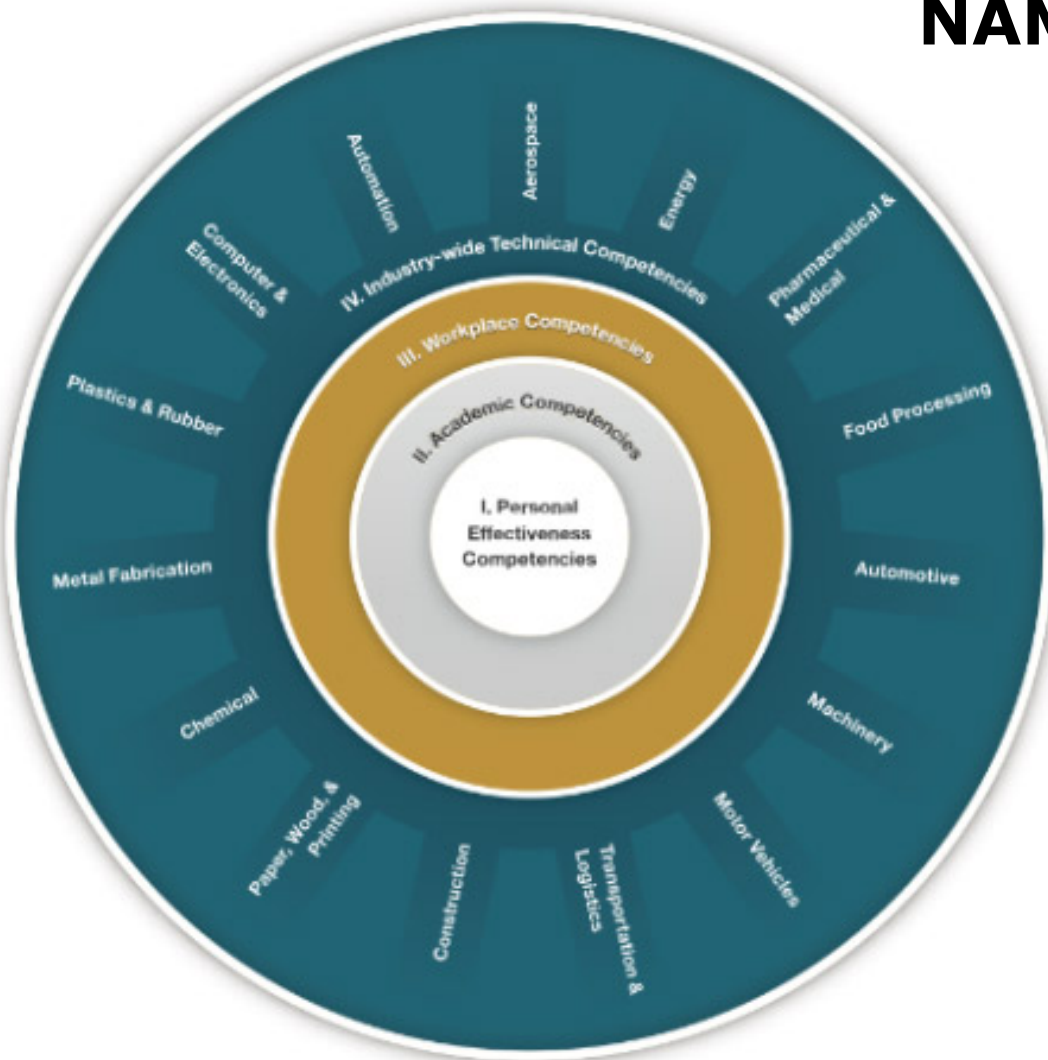 NAM
Aerospace
Energy
Pharmaceutical &
Medical
Food Processing
Automotive
Machinery
Motor Vehicles
Transportation &
Logistics
Construction
Paper, Wood, &
Printing
Chemical
Metal Fabrication
Plastics & Rubber
Computer &
Electronics
Automation
IV. Industry-wide Technical Competencies
III. Workplace Competencies
II. Academic Competencies
I. Personal
Effectiveness
Competencies